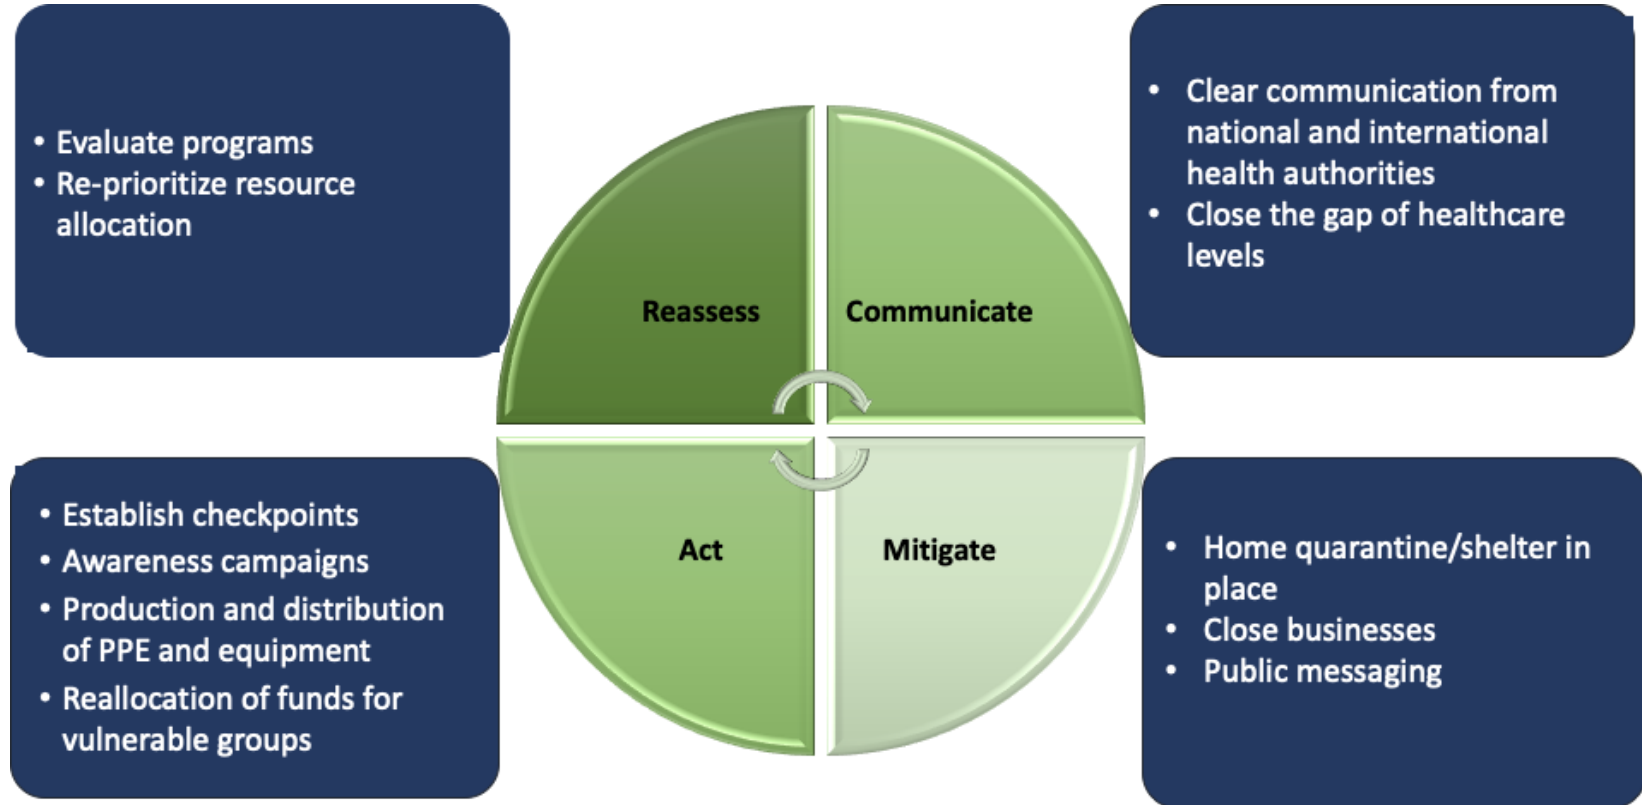 • Evaluate programs
• Re-prioritize resource
allocation
• Clear communication from
national and international
health authorities
• Close the gap of healthcare
levels
Reassess
Communicate
Act
Mitigate
• Establish checkpoints
• Awareness campaigns
• Production and distribution
of PPE and equipment
• Reallocation of funds for
vulnerable groups
• Home quarantine/shelter in
place
• Close businesses
• Public messaging